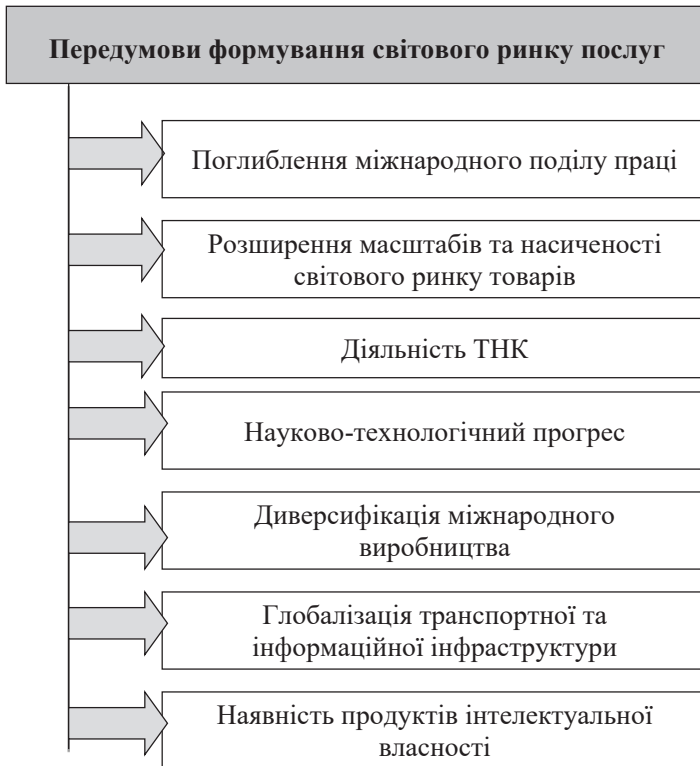 Передумови формування світового ринку послуг
Поглиблення міжнародного поділу праці
Розширення масштабів та насиченості
світового ринку товарів
Діяльність ТНК
Науково-технологічний прогрес
Диверсифікація міжнародного
виробництва
Глобалізація транспортної та
інформаційної інфраструктури
Наявність продуктів інтелектуальної
власності